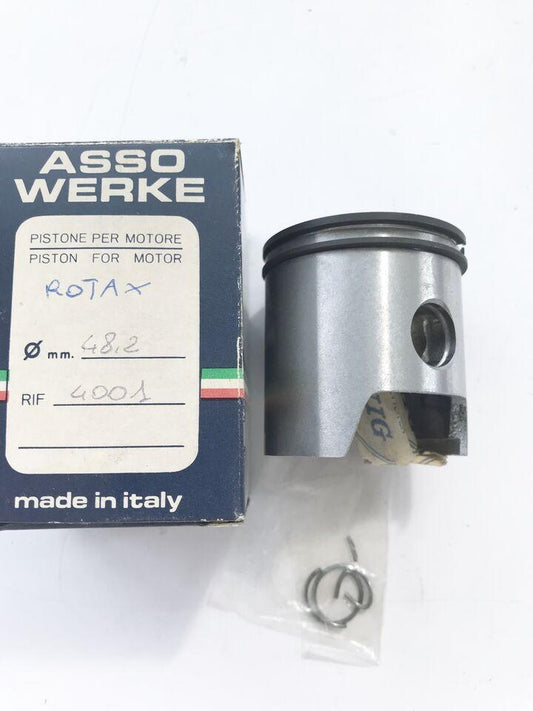 ASSO
WERKE
PISTONE PER MOTORE
PISTON FOR MOTOR
ROTAX
Ø mm. 48,2
RIF 4001
made in italy